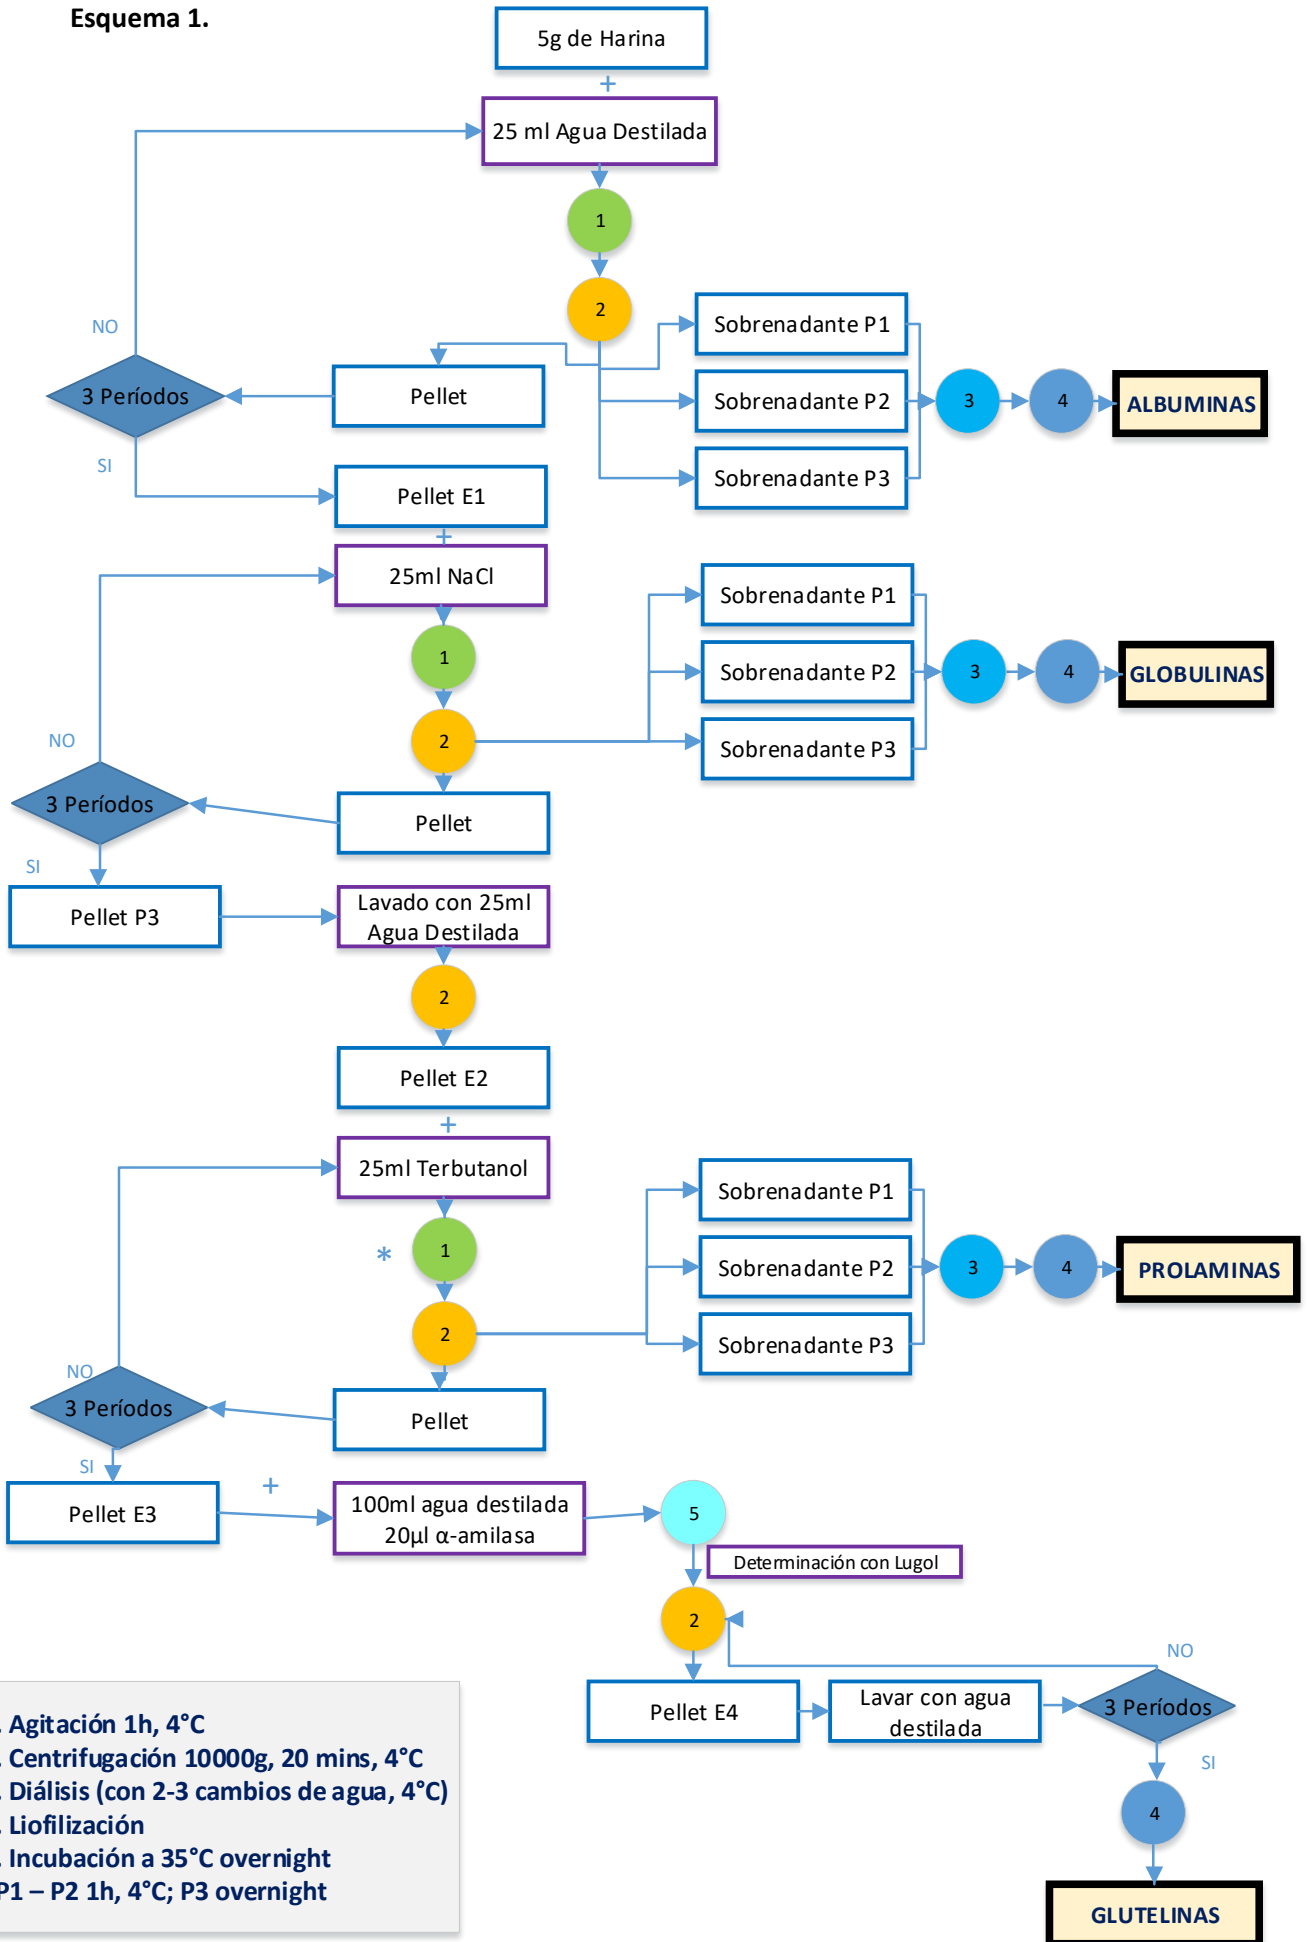 Esquema 1.
5g de Harina
+
25 ml Agua Destilada
1
2
Sobrenadante P1
NO
3 Períodos
Pellet
Sobrenadante P2
3
4
ALBUMINAS
SI
Sobrenadante P3
Pellet E1
+
25ml NaCl
Sobrenadante P1
1
Sobrenadante P2
3
4
GLOBULINAS
NO
2
Sobrenadante P3
3 Períodos
Pellet
SI
Pellet P3
Lavado con 25ml
Agua Destilada
2
Pellet E2
+
25ml Terbutanol
Sobrenadante P1
*
1
Sobrenadante P2
3
4
PROLAMINAS
2
Sobrenadante P3
NO
3 Períodos
Pellet
SI
Pellet E3
+
100ml agua destilada
20µl α-amilasa
5
Determinación con Lugol
2
NO
Pellet E4
Lavar con agua
destilada
3 Períodos
SI
4
GLUTELINAS
. Agitación 1h, 4°C
. Centrifugación 10000g, 20 mins, 4°C
. Diálisis (con 2-3 cambios de agua, 4°C)
. Liofilización
. Incubación a 35°C overnight
P1 – P2 1h, 4°C; P3 overnight